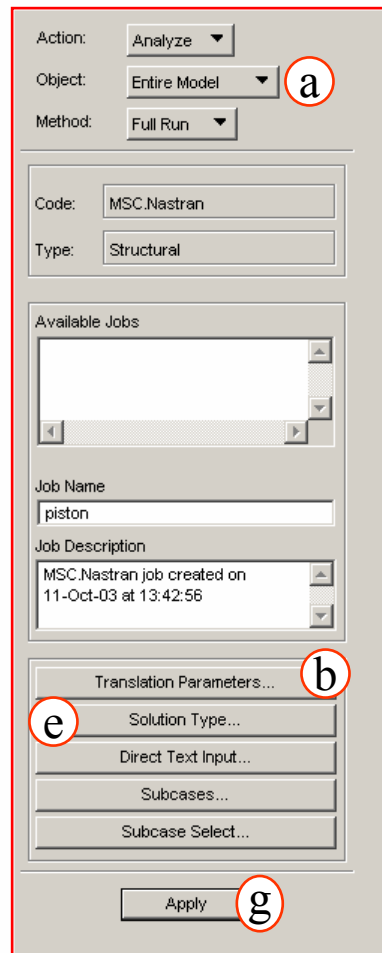 Action: Analyze
Object: Entire Model a
Method: Full Run
Code: MSC.Nastran
Type: Structural
Available Jobs
Job Name
piston
Job Description
MSC.Nastran job created on
11-Oct-03 at 13:42:56
Translation Parameters... b
e Solution Type...
Direct Text Input...
Subcases...
Subcase Select...
Apply g